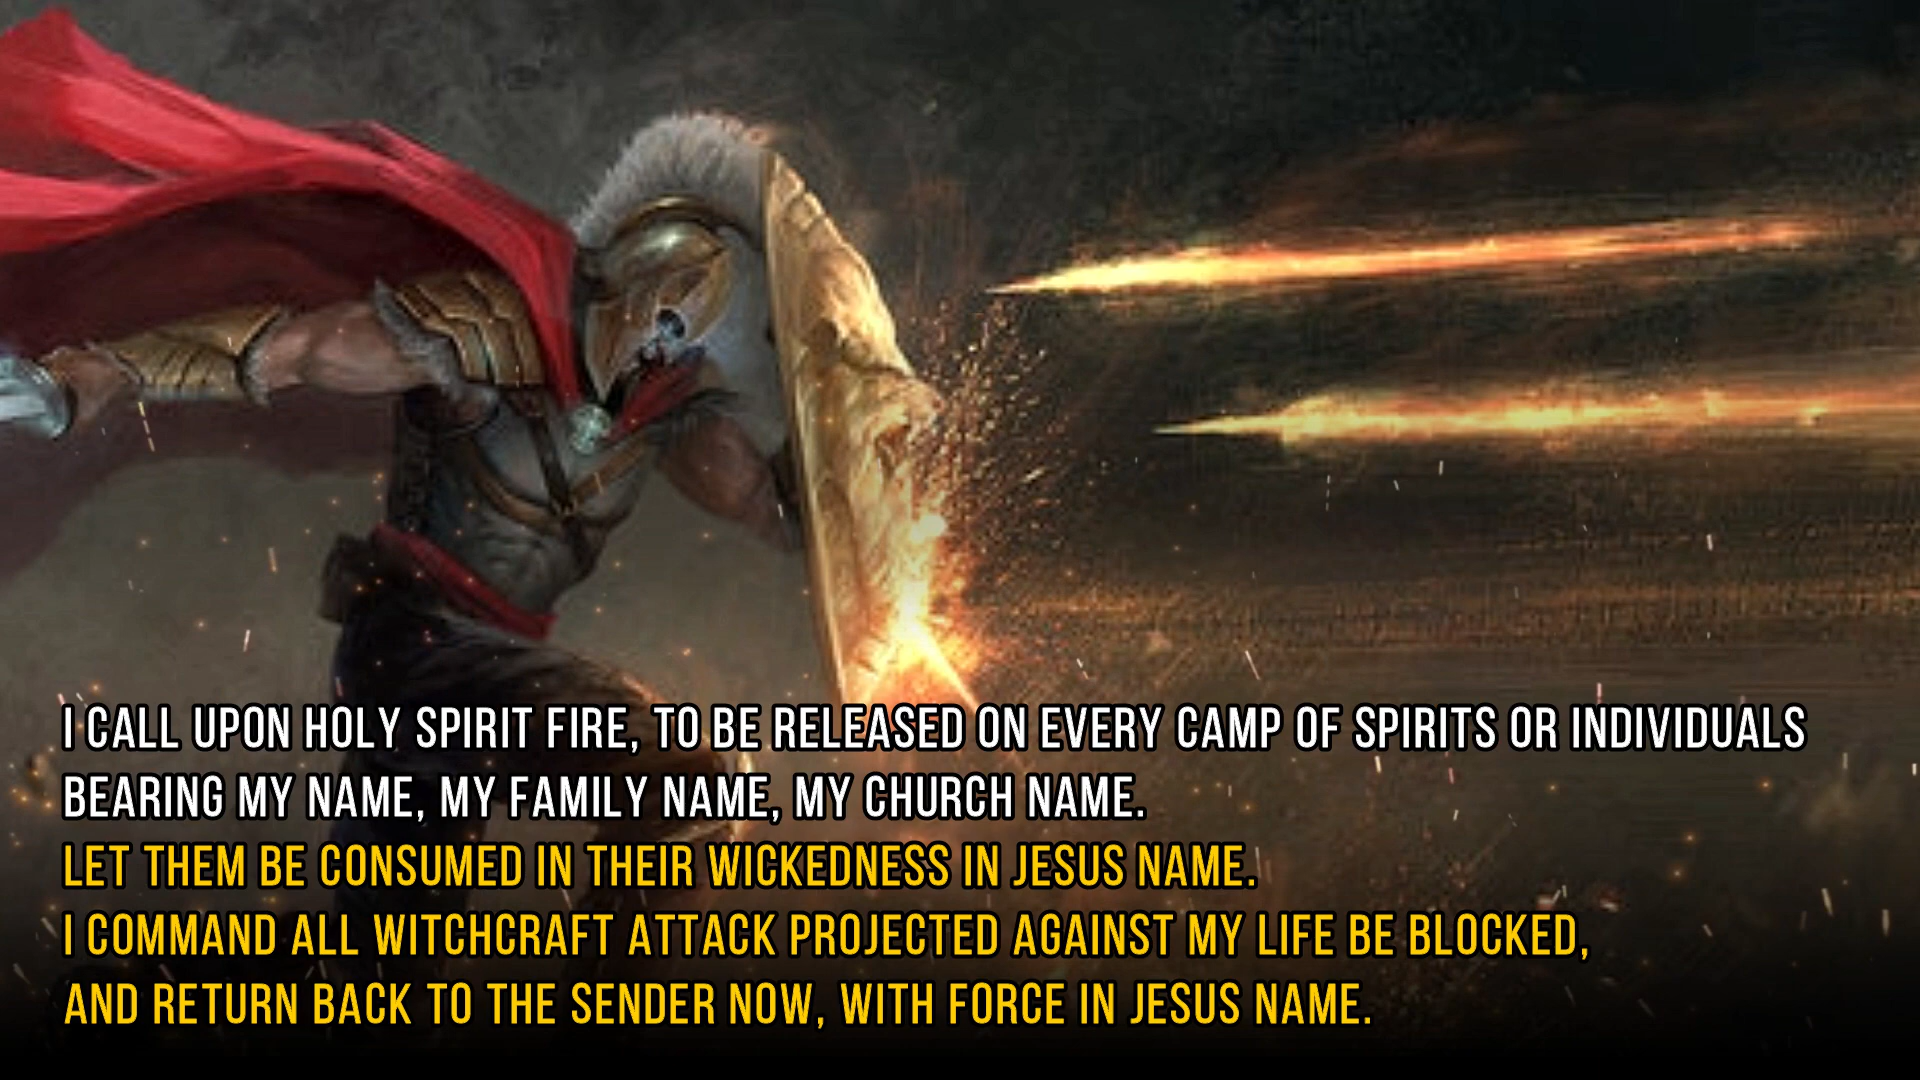 I CALL UPON HOLY SPIRIT FIRE, TO BE RELEASED ON EVERY CAMP OF SPIRITS OR INDIVIDUALS
BEARING MY NAME, MY FAMILY NAME, MY CHURCH NAME.
LET THEM BE CONSUMED IN THEIR WICKEDNESS IN JESUS NAME.
I COMMAND ALL WITCHCRAFT ATTACK PROJECTED AGAINST MY LIFE BE BLOCKED,
AND RETURN BACK TO THE SENDER NOW, WITH FORCE IN JESUS NAME.